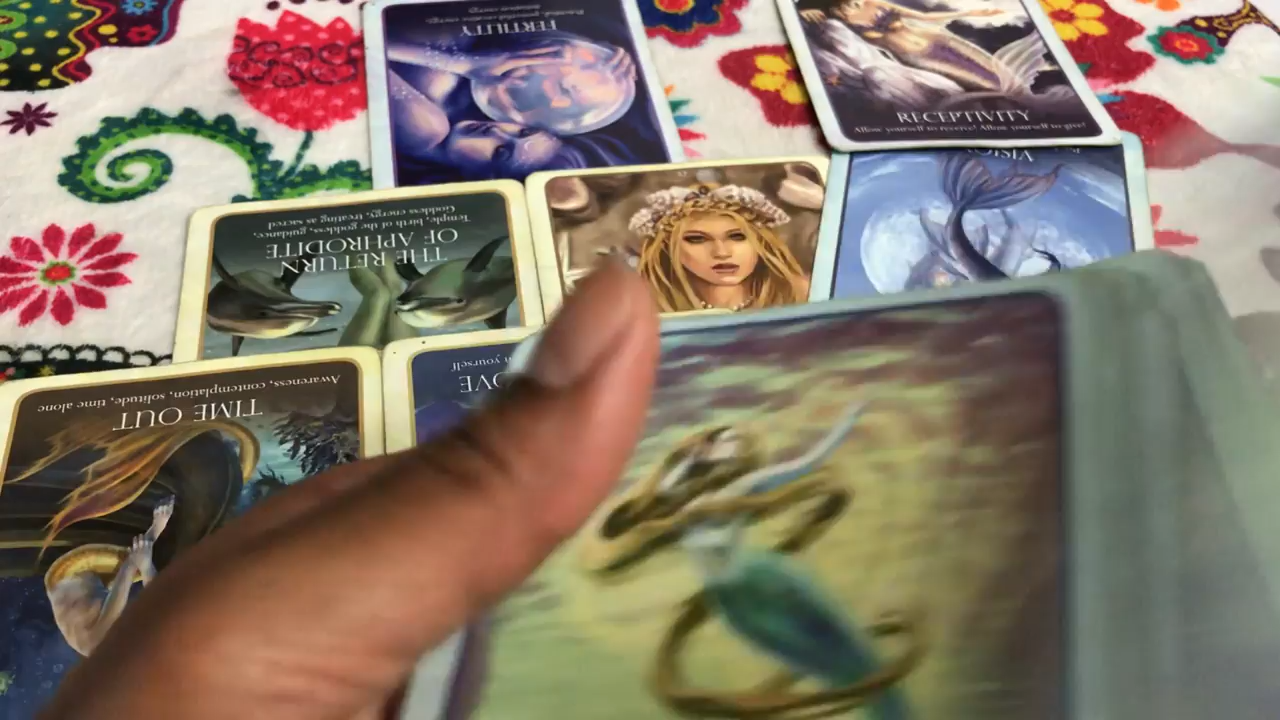 FERTILITY
RECEPTIVITY
Allow yourself to receive! Allow yourself to give!
VISION
THE RETURN
OF APHRODITE
Temple, birth of the goddess, guidance,
Goddess energy, treating as sacred
yourself
TIME OUT
Awareness, contemplation, solitude, time alone